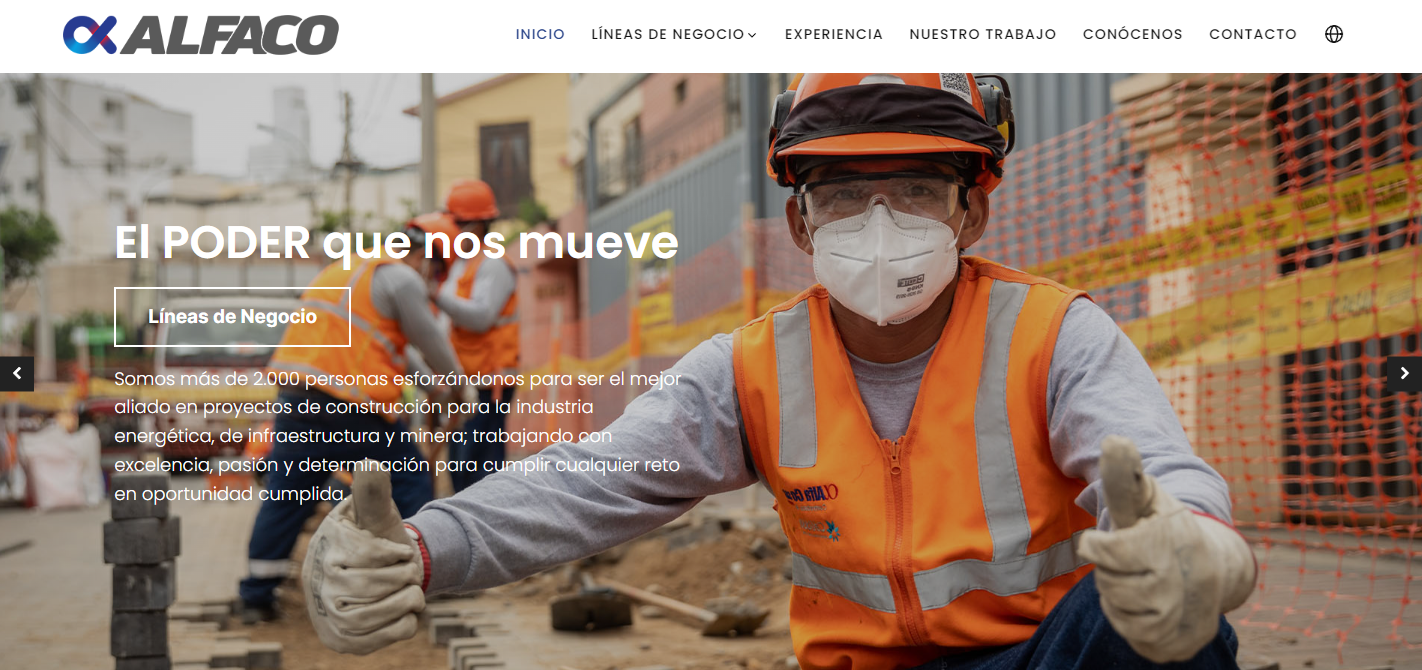 ALFACO
INICIO
LÍNEAS DE NEGOCIO
EXPERIENCIA
NUESTRO TRABAJO
CONÓCENOS
CONTACTO
El PODER que nos mueve
Líneas de Negocio
Somos más de 2.000 personas esforzándonos para ser el mejor
aliado en proyectos de construcción para la industria
energética, de infraestructura y minera; trabajando con
excelencia, pasión y determinación para cumplir cualquier reto
en oportunidad cumplida.